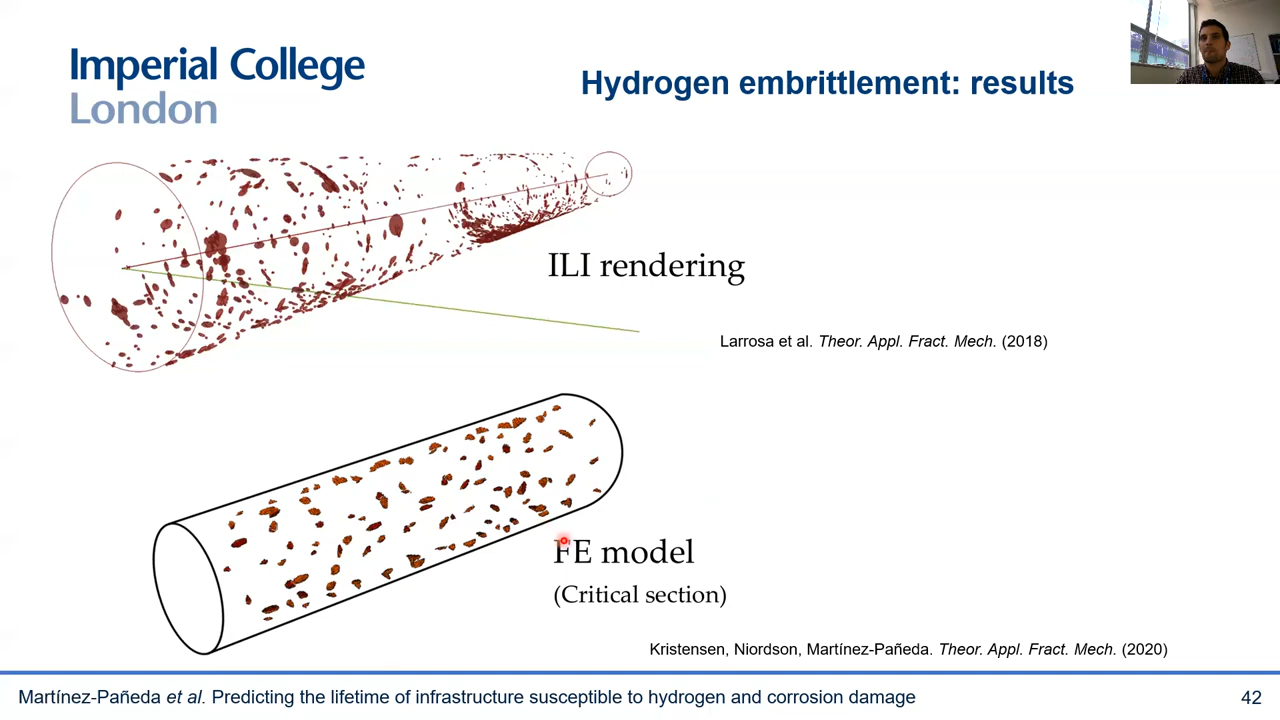 Imperial College
London
Hydrogen embrittlement: results
ILI rendering
Larrosa et al. Theor. Appl. Fract. Mech. (2018)
FE model
(Critical section)
Kristensen, Niordson, Martínez-Pañeda. Theor. Appl. Fract. Mech. (2020)
Martínez-Pañeda et al. Predicting the lifetime of infrastructure susceptible to hydrogen and corrosion damage
42